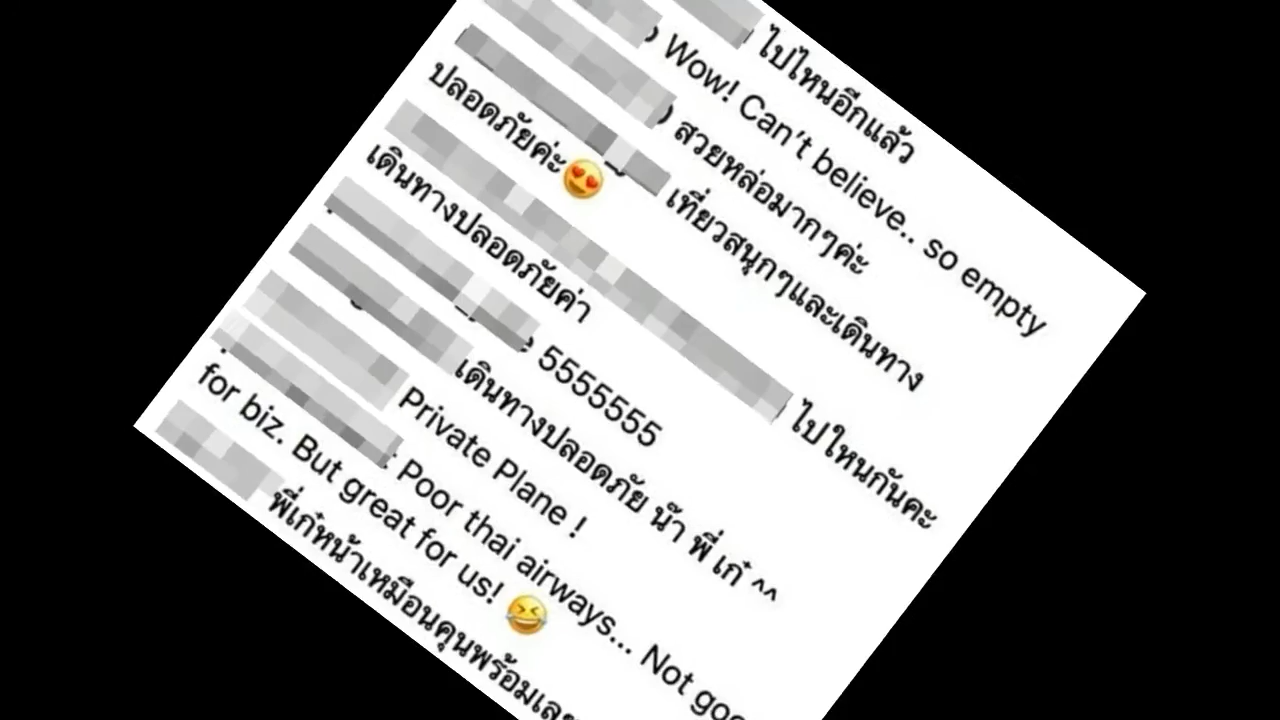 ไปไหนอีกแล้ว
Wow! Can't believe.. so empty
สวยหล่อมากๆค่ะ
เที่ยวสนุกๆและเดินทาง
ปลอดภัยค่ะ😍
ไปไหนกันคะ
เดินทางปลอดภัยค่า
5555555
เดินทางปลอดภัย น๊า พี่ เก๋ ^^
Private Plane !
Poor thai airways... Not
for biz. But great for us! 😆
พี่เก๋หน้าเหมือนคุนพร้อม